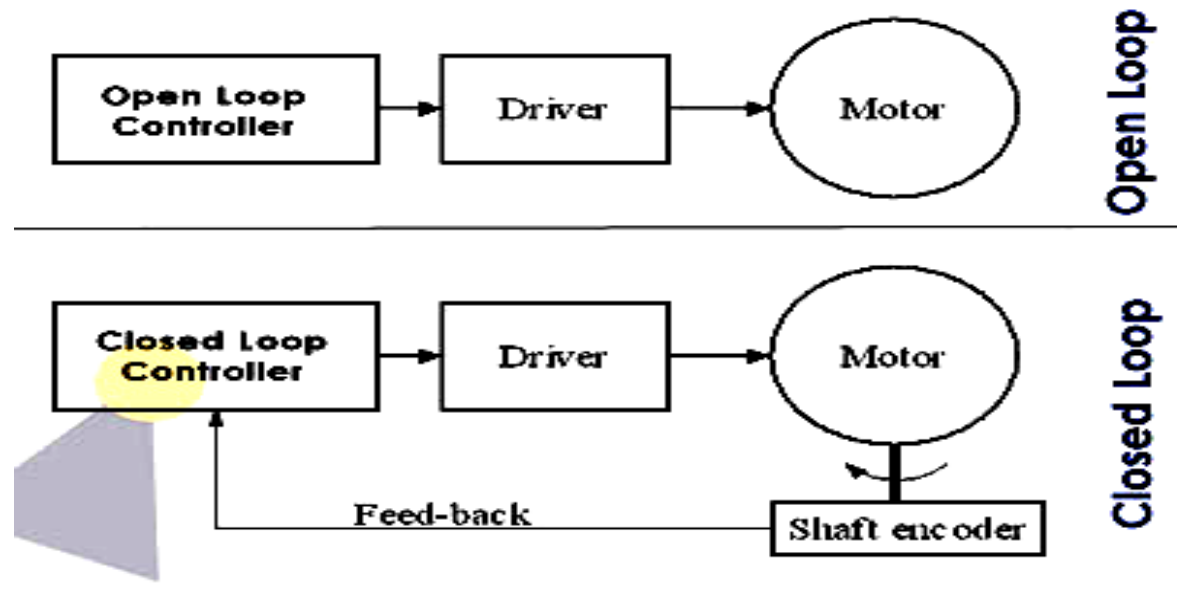 Open Loop
Controller
Driver
Motor
Open Loop
Closed Loop
Controller
Driver
Motor
Closed Loop
Feed-back
Shaft encoder